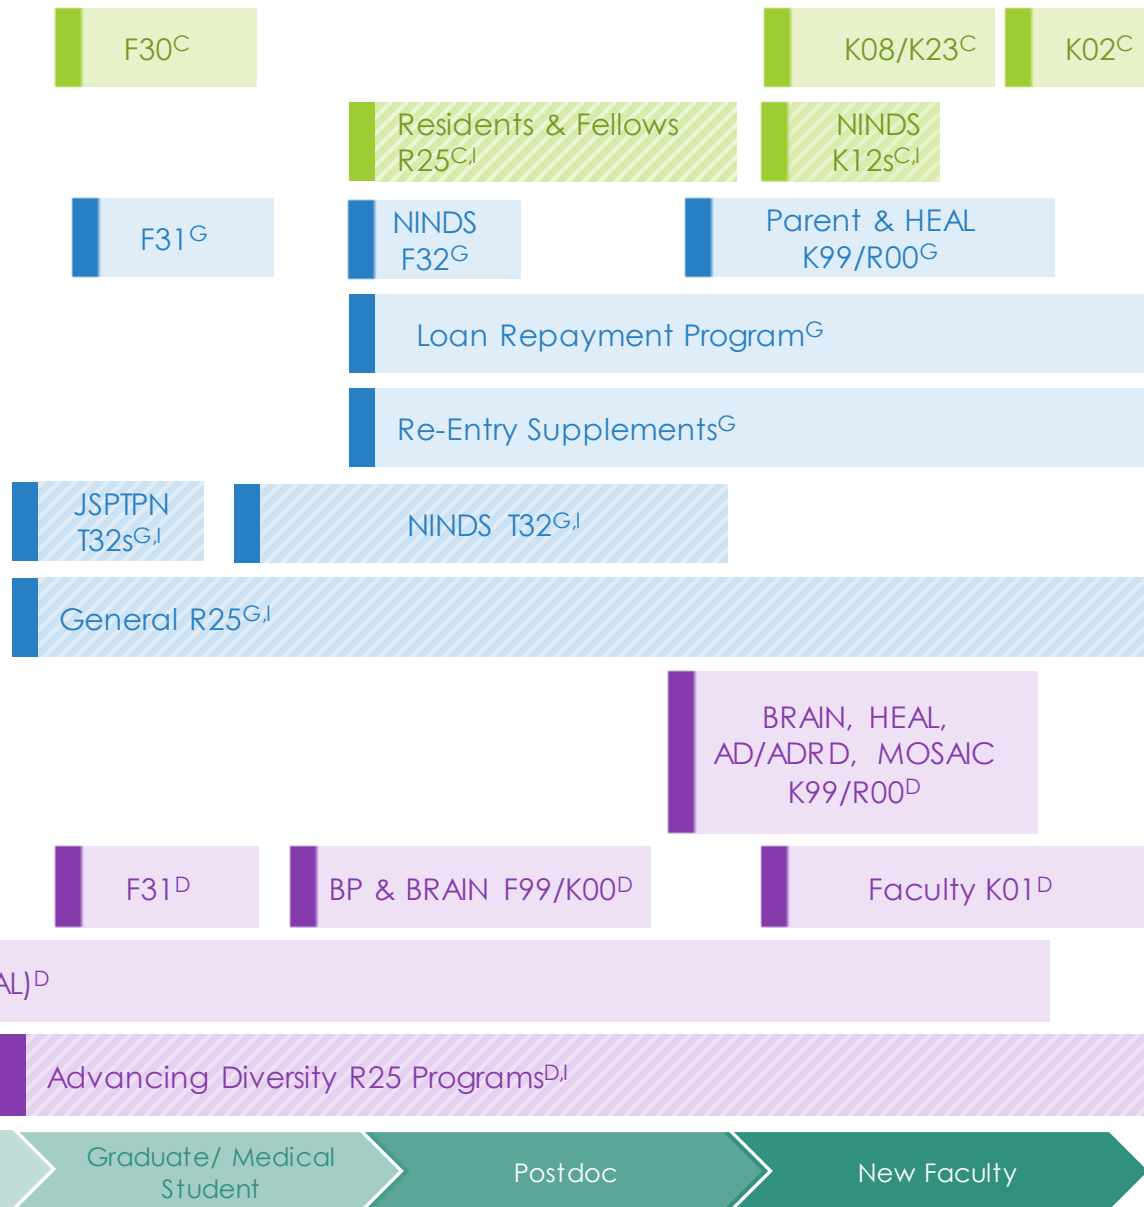 F30C
K08/K23C
K02C
Residents & Fellows
R25C,I
NINDS
K12sC,I
F31G
NINDS
F32G
Parent & HEAL
K99/R00G
Loan Repayment ProgramG
Re-Entry SupplementsG
JSPTPN
T32sG,I
NINDS T32G,I
General R25G,I
BRAIN, HEAL,
AD/ADRD, MOSAIC
K99/R00D
F31D
BP & BRAIN F99/K00D
Faculty K01D
AL)D
Advancing Diversity R25 ProgramsD,I
Graduate/ Medical
Student
Postdoc
New Faculty